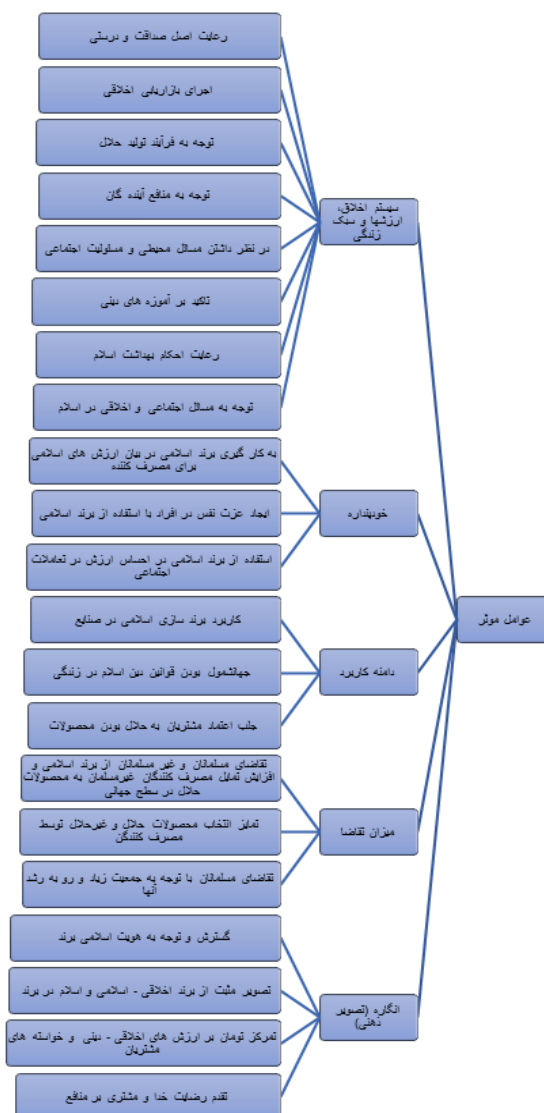 عوامل موثر
سیستم اخلاق،
ارزشها و سبک
زندگی
رعایت اصل صداقت و درستی
اجرای بازاریابی اخلاقی
توجه به فرآیند تولید حلال
توجه به منافع آینده گان
در نظر داشتن مسائل محیطی و مسئولیت اجتماعی
تاکید بر آموزه های دینی
رعایت احکام بهداشت اسلام
توجه به مسائل اجتماعی و اخلاقی در اسلام
خودپنداره
به کار گیری برند اسلامی در بیان ارزش های اسلامی
برای مصرف کننده
ایجاد عزت نفس در افراد با استفاده از برند اسلامی
استفاده از برند اسلامی در احساس ارزش در تعاملات
اجتماعی
دامنه کاربرد
کاربرد برند سازی اسلامی در صنایع
جهانشمول بودن قوانین دین اسلام در زندگی
جلب اعتماد مشتریان به حلال بودن محصولات
میزان تقاضا
تقاضای مسلمانان و غیر مسلمانان از برند اسلامی و
افزایش تمایل مصرف کنندگان غیرمسلمان به محصولات
حلال در سطح جهانی
تمایز انتخاب محصولات حلال و غیرحلال توسط
مصرف کنندگن
تقاضای مسلمانان با توجه به جمعیت زیاد و رو به رشد
آنها
انگاره (تصویر
ذهنی)
گسترش و توجه به هویت اسلامی برند
تصویر مثبت از برند اخلاقی - اسلامی و اسلام در برند
تمرکز تومان بر ارزش های اخلاقی - دینی و خواسته های
مشتریان
تقدم رضایت خدا و مشتری بر منافع